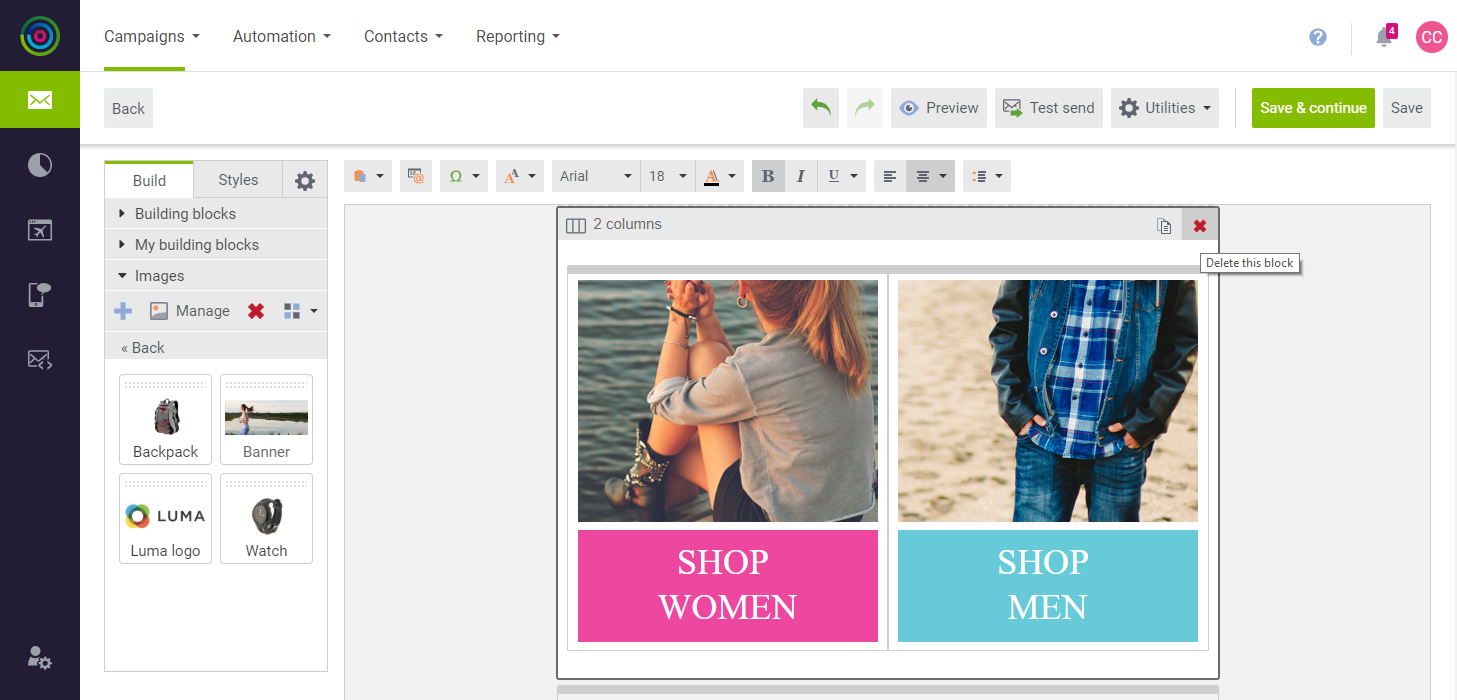 Campaigns
Automation
Contacts
Reporting
4
CC
Back
Preview
Test send
Utilities
Save & continue
Save
Build
Styles
Arial
18
B
I
U
Building blocks
My building blocks
Images
Manage
« Back
Backpack
Banner
LUMA
Luma logo
Watch
2 columns
Delete this block
SHOP
WOMEN
SHOP
MEN